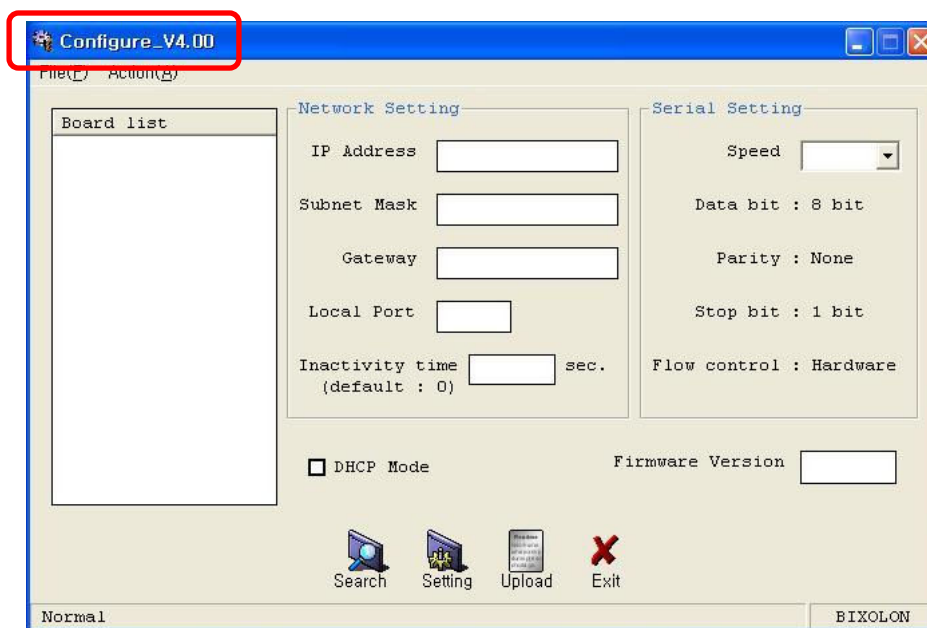 Configure_V4.00
File(F) Action(A)
Board list
Network Setting
IP Address
Subnet Mask
Gateway
Local Port
Inactivity time sec.
(default : 0)
Serial Setting
Speed
Data bit : 8 bit
Parity : None
Stop bit : 1 bit
Flow control : Hardware
DHCP Mode
Firmware Version
Search Setting Upload Exit
Normal BIXOLON